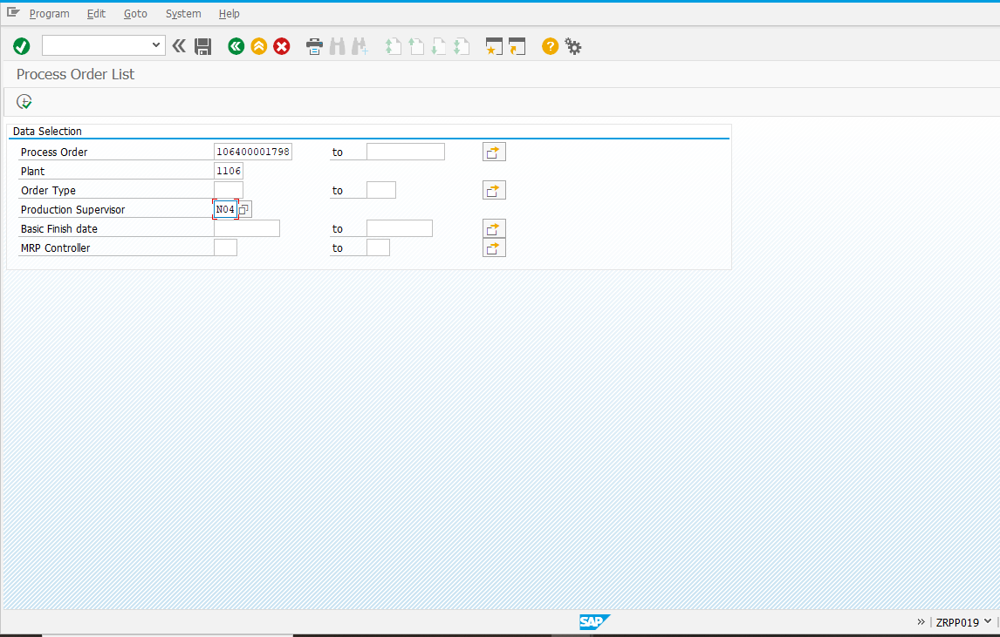 Program Edit Goto System Help
Process Order List
Data Selection
Process Order 106400001798 to
Plant 1106
Order Type to
Production Supervisor N04
Basic Finish date to
MRP Controller to
SAP ZRPP019